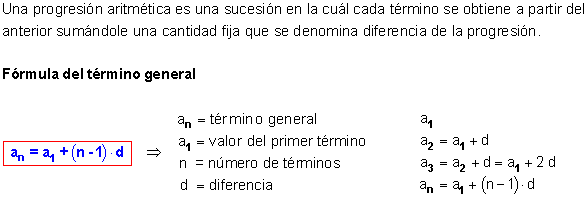 Una progresión aritmética es una sucesión en la cuál cada término se obtiene a partir del
anterior sumándole una cantidad fija que se denomina diferencia de la progresión.
Fórmula del término general
aₙ = a₁ + (n - 1) · d ⇒
aₙ = término general
a₁ = valor del primer término
n = número de términos
d = diferencia
a₁
a₂ = a₁ + d
a₃ = a₂ + d = a₁ + 2 d
aₙ = a₁ + (n – 1) · d